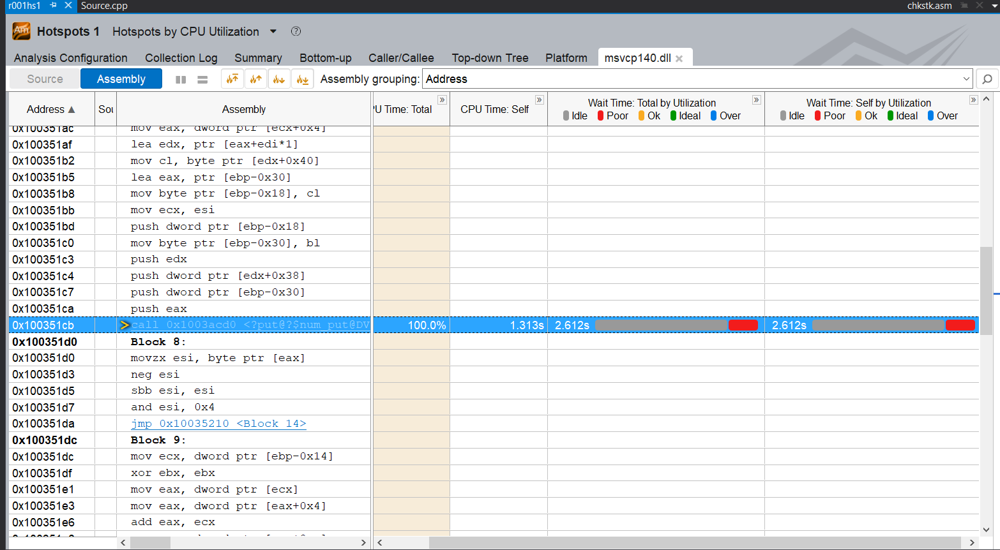 r001hs1 Source.cpp chkstk.asm
Am Hotspots 1 Hotspots by CPU Utilization ?
Analysis Configuration Collection Log Summary Bottom-up Caller/Callee Top-down Tree Platform msvcp140.dll
Source Assembly Assembly grouping: Address
Address Sou Assembly PU Time: Total CPU Time: Self Wait Time: Total by Utilization Wait Time: Self by Utilization
Idle Poor Ok Ideal Over Idle Poor Ok Ideal Over
0x100351ac mov eax, dword ptr [ecx+0x4]
0x100351af lea edx, ptr [eax+edi*1]
0x100351b2 mov cl, byte ptr [edx+0x40]
0x100351b5 lea eax, ptr [ebp-0x30]
0x100351b8 mov byte ptr [ebp-0x18], cl
0x100351bb mov ecx, esi
0x100351bd push dword ptr [ebp-0x18]
0x100351c0 mov byte ptr [ebp-0x30], bl
0x100351c3 push edx
0x100351c4 push dword ptr [edx+0x38]
0x100351c7 push dword ptr [ebp-0x30]
0x100351ca push eax
0x100351cb call 0x1003acd0 <?put@?$num_put@DV 100.0% 1.313s 2.612s 2.612s
0x100351d0 Block 8:
0x100351d0 movzx esi, byte ptr [eax]
0x100351d3 neg esi
0x100351d5 sbb esi, esi
0x100351d7 and esi, 0x4
0x100351da jmp 0x10035210 <Block 14>
0x100351dc Block 9:
0x100351dc mov ecx, dword ptr [ebp-0x14]
0x100351df xor ebx, ebx
0x100351e1 mov eax, dword ptr [ecx]
0x100351e3 mov eax, dword ptr [eax+0x4]
0x100351e6 add eax, ecx